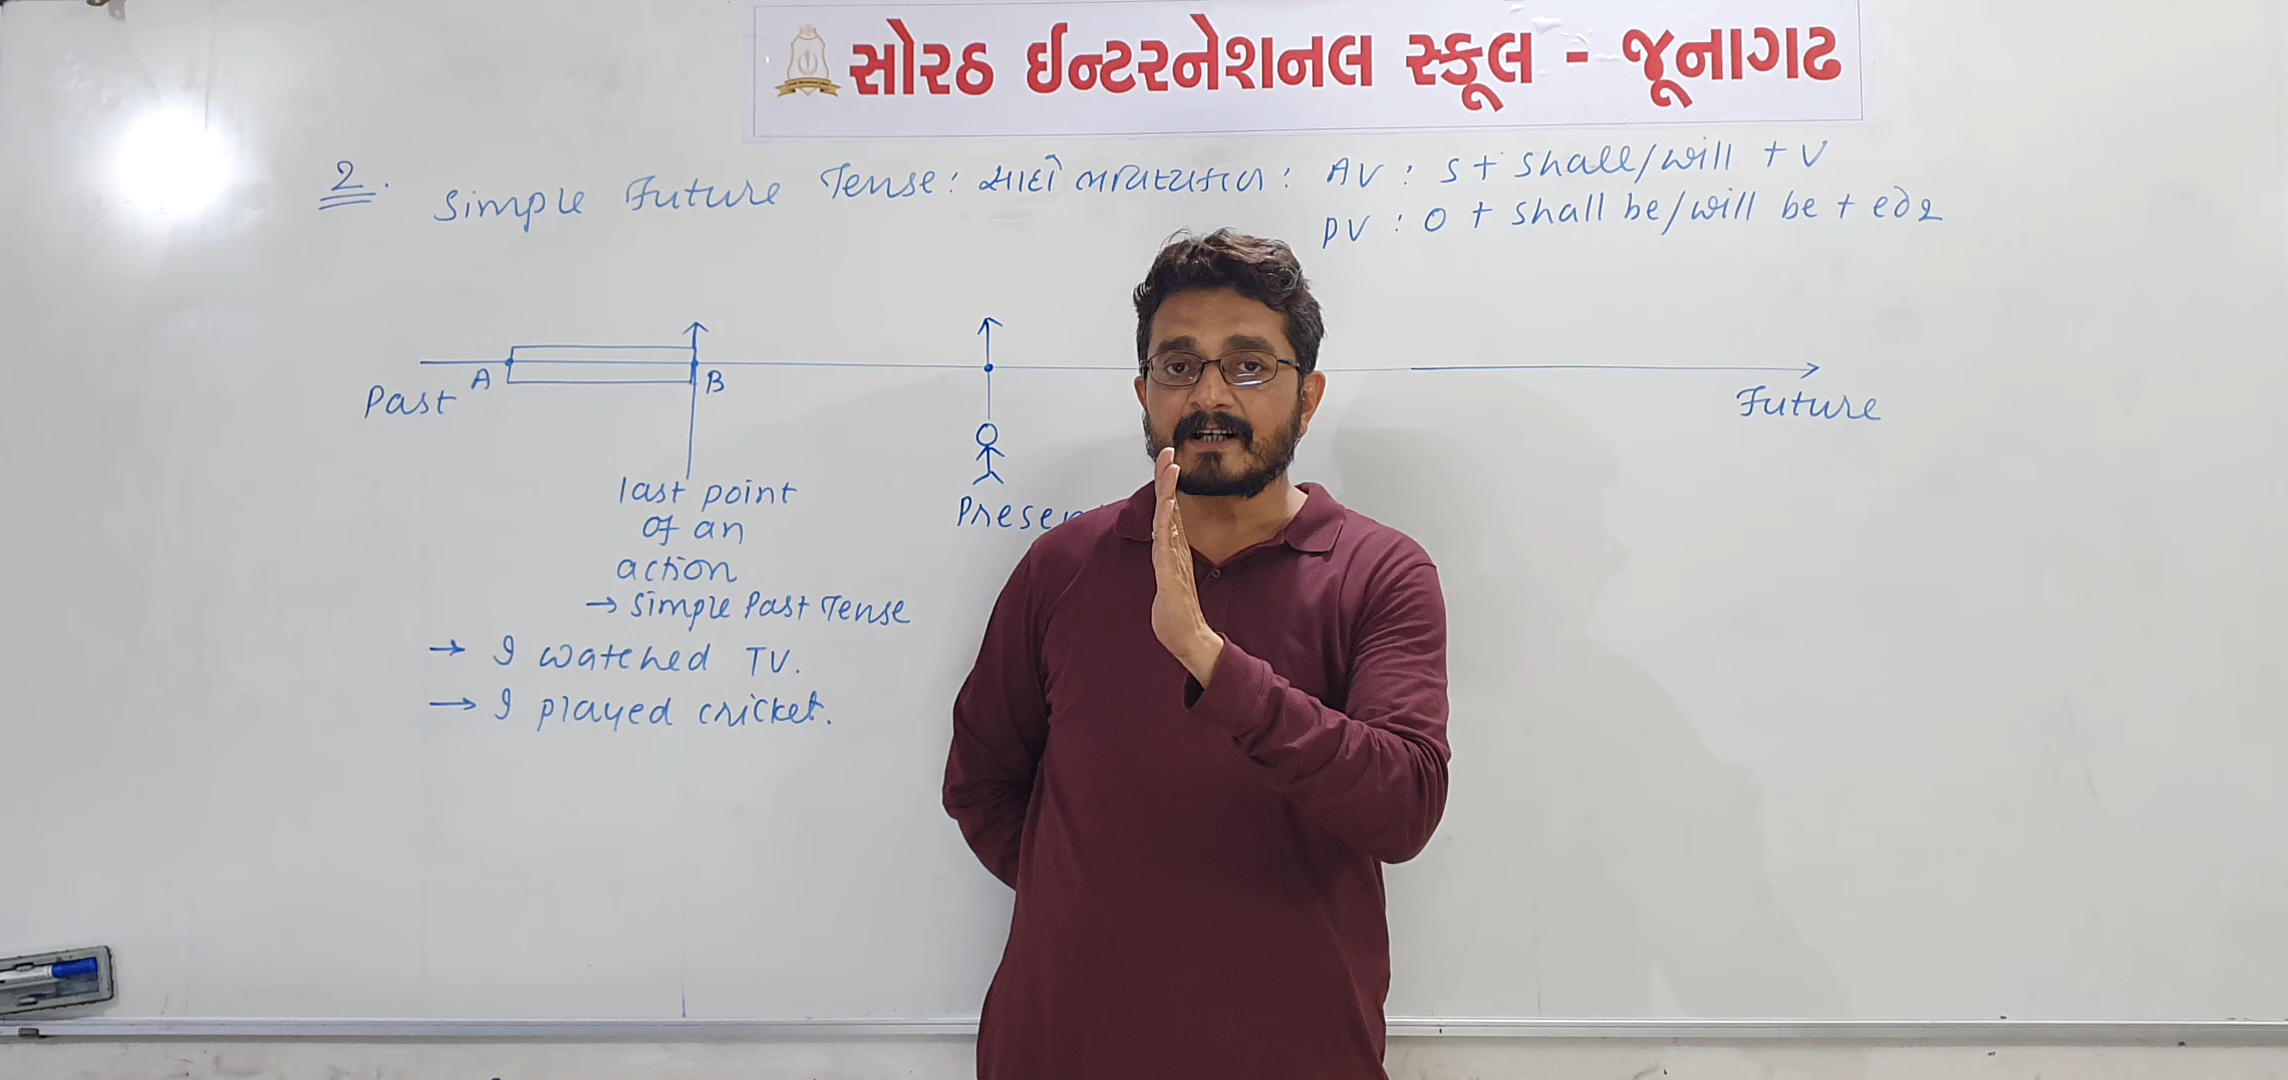 સોરઠ ઈન્ટરનેશનલ સ્કૂલ - જૂનાગઢ
2. Simple Future Tense: સાદો ભવિષ્યકાળ: AV: S + shall/will + V
PV: O + shall be/will be + ed2
A
B
Past
Future
last point
of an
action
→ Simple Past Tense
→ I watched TV.
→ I played cricket.
Presen